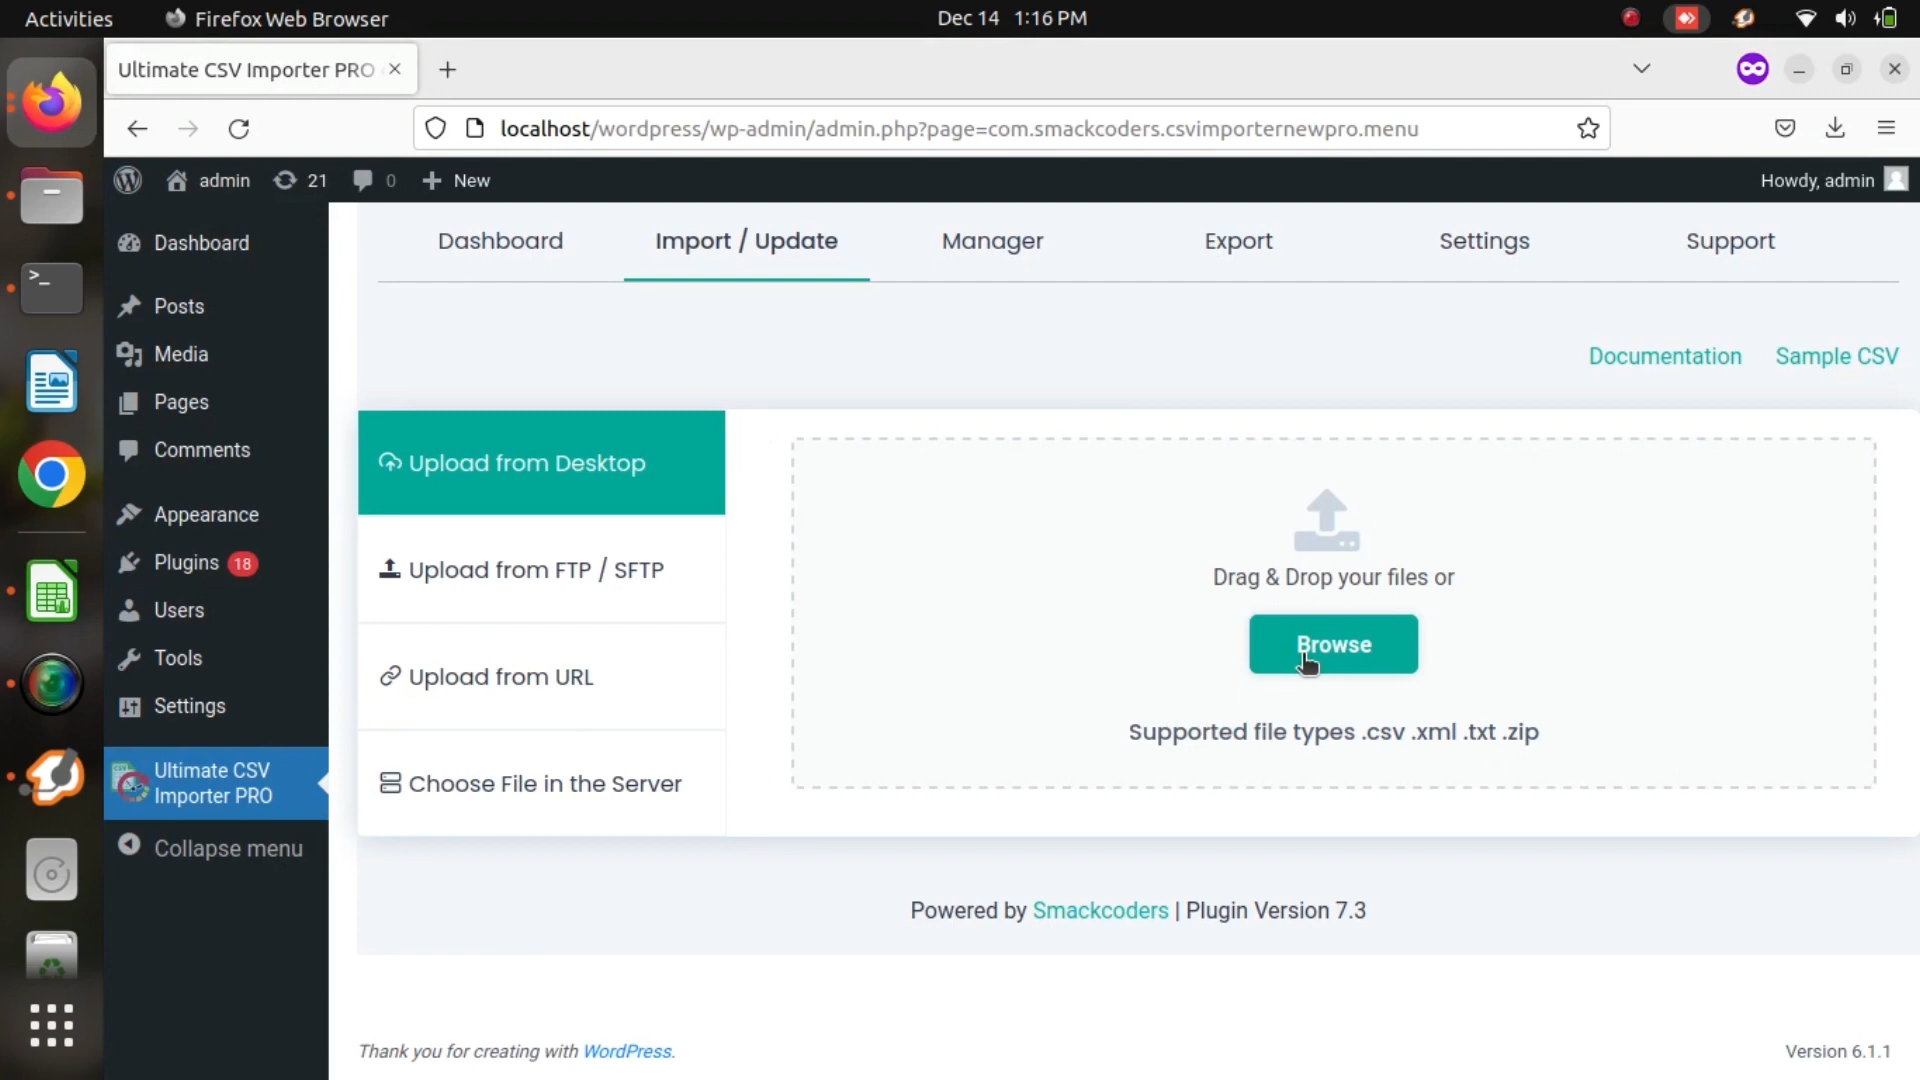 Activities
Firefox Web Browser
Dec 14 1:16 PM
Ultimate CSV Importer PRO
localhost/wordpress/wp-admin/admin.php?page=com.smackcoders.csvimporternewpro.menu
admin
21
0
New
Howdy, admin
Dashboard
Posts
Media
Pages
Comments
Appearance
Plugins 18
Users
Tools
Settings
Ultimate CSV
Importer PRO
Collapse menu
Dashboard
Import / Update
Manager
Export
Settings
Support
Documentation
Sample CSV
Upload from Desktop
Upload from FTP / SFTP
Upload from URL
Choose File in the Server
Drag & Drop your files or
Browse
Supported file types .csv .xml .txt .zip
Powered by Smackcoders | Plugin Version 7.3
Thank you for creating with WordPress.
Version 6.1.1